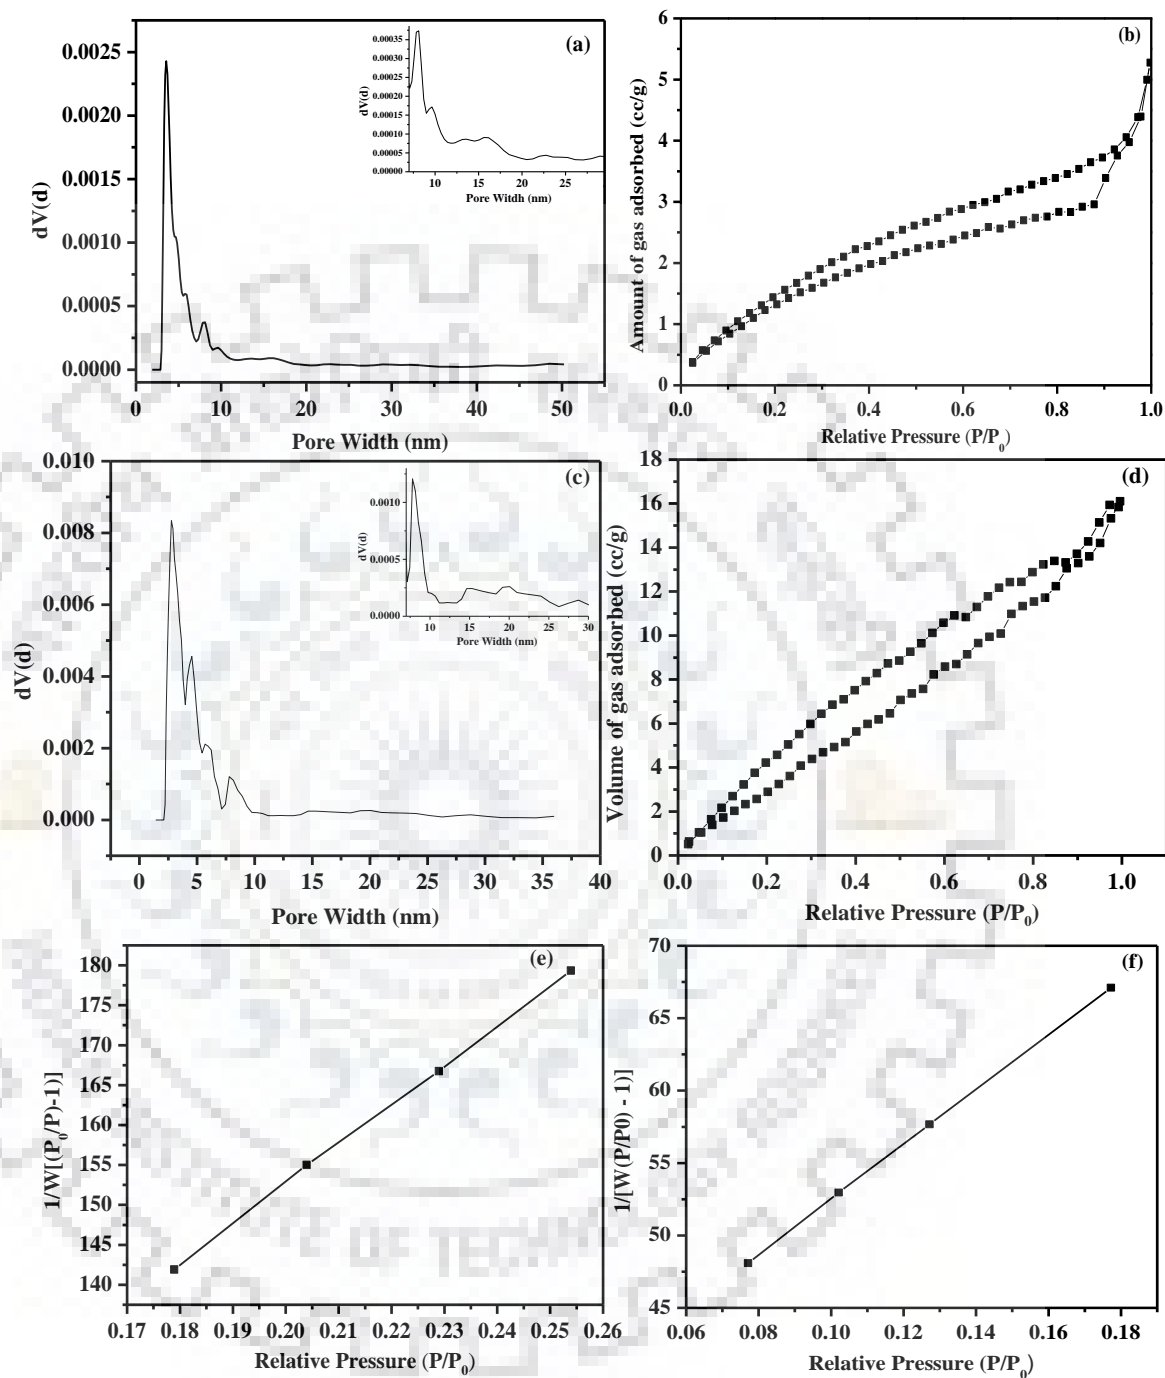 (a)
dV(d)
0.0025
0.0020
0.0015
0.0010
0.0005
0.0000
0 10 20 30 40 50
Pore Width (nm)
dV(d)
0.00035
0.00030
0.00025
0.00020
0.00015
0.00010
0.00005
0.00000
10 15 20 25
Pore Witdh (nm)
(b)
Amount of gas adsorbed (cc/g)
6
5
4
3
2
1
0
0.0 0.2 0.4 0.6 0.8 1.0
Relative Pressure (P/P0)
(c)
dV(d)
0.010
0.008
0.006
0.004
0.002
0.000
0 5 10 15 20 25 30 35 40
Pore Width (nm)
dV(d)
0.0010
0.0005
0.0000
10 15 20 25 30
Pore Width (nm)
(d)
Volume of gas adsorbed (cc/g)
18
16
14
12
10
8
6
4
2
0
0.0 0.2 0.4 0.6 0.8 1.0
Relative Pressure (P/P0)
(e)
1/W[(P0/P)-1)]
180
175
170
165
160
155
150
145
140
0.17 0.18 0.19 0.20 0.21 0.22 0.23 0.24 0.25 0.26
Relative Pressure (P/P0)
(f)
1/[W(P/P0) - 1)]
70
65
60
55
50
45
0.06 0.08 0.10 0.12 0.14 0.16 0.18
Relative Pressure (P/P0)